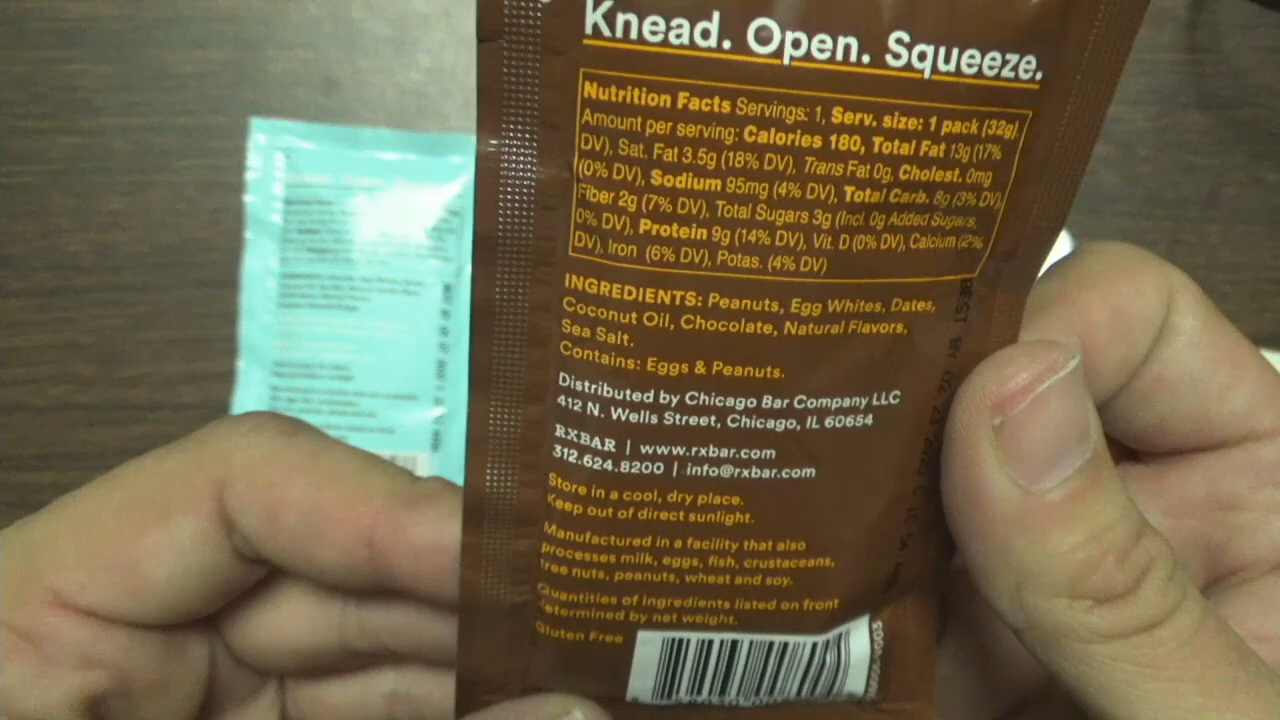 Knead. Open. Squeeze.
Nutrition Facts Servings: 1, Serv. size: 1 pack (32g),
Amount per serving: Calories 180, Total Fat 13g (17%
DV), Sat. Fat 3.5g (18% DV), Trans Fat 0g, Cholest. 0mg
(0% DV), Sodium 95mg (4% DV), Total Carb. 8g (3% DV),
Fiber 2g (7% DV), Total Sugars 3g (Incl. 0g Added Sugars,
0% DV), Protein 9g (14% DV), Vit. D (0% DV), Calcium (2%
DV), Iron (6% DV), Potas. (4% DV)
INGREDIENTS: Peanuts, Egg Whites, Dates,
Coconut Oil, Chocolate, Natural Flavors,
Sea Salt.
Contains: Eggs & Peanuts.
Distributed by Chicago Bar Company LLC
412 N. Wells Street, Chicago, IL 60654
RXBAR | www.rxbar.com
312.624.8200 | info@rxbar.com
Store in a cool, dry place.
Keep out of direct sunlight.
Manufactured in a facility that also
processes milk, eggs, fish, crustaceans,
tree nuts, peanuts, wheat and soy.
Quantities of ingredients listed on front
determined by net weight.
Gluten Free
BEST BY